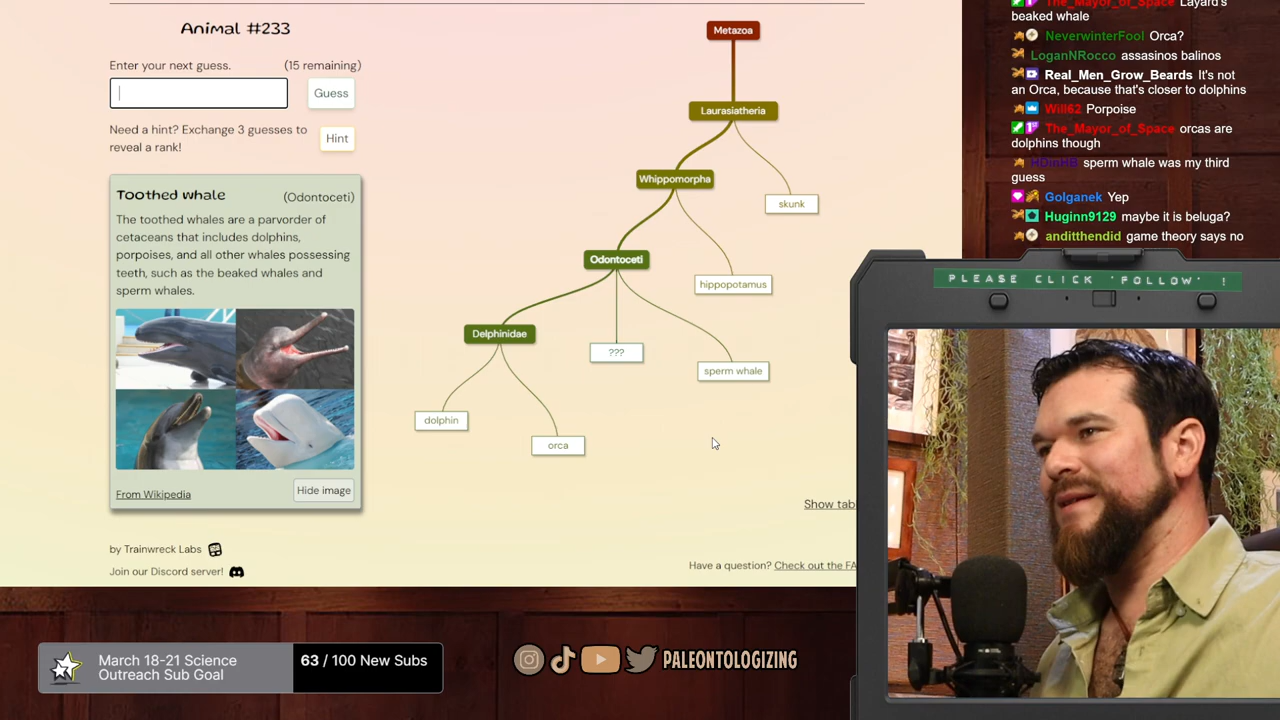 Animal #233
Enter your next guess. (15 remaining)
Guess
Need a hint? Exchange 3 guesses to
reveal a rank!
Hint
Toothed whale (Odontoceti)
The toothed whales are a parvorder of
cetaceans that includes dolphins,
porpoises, and all other whales possessing
teeth, such as the beaked whales and
sperm whales.
From Wikipedia
Hide image
by Trainwreck Labs
Join our Discord server!
Metazoa
Laurasiatheria
Whippomorpha
skunk
Odontoceti
hippopotamus
Delphinidae
???
sperm whale
dolphin
orca
Show tab
Have a question? Check out the FA
The_Mayor_of_Space Layard's
beaked whale
NeverwinterFool Orca?
LoganNRocco assasinos balinos
Real_Men_Grow_Beards It's not
an Orca, because that's closer to dolphins
Will62 Porpoise
The_Mayor_of_Space orcas are
dolphins though
sperm whale was my third
guess
Golganek Yep
Huginn9129 maybe it is beluga?
anditthendid game theory says no
PLEASE CLICK 'FOLLOW' !
March 18-21 Science
Outreach Sub Goal
63 / 100 New Subs
PALEONTOLOGIZING